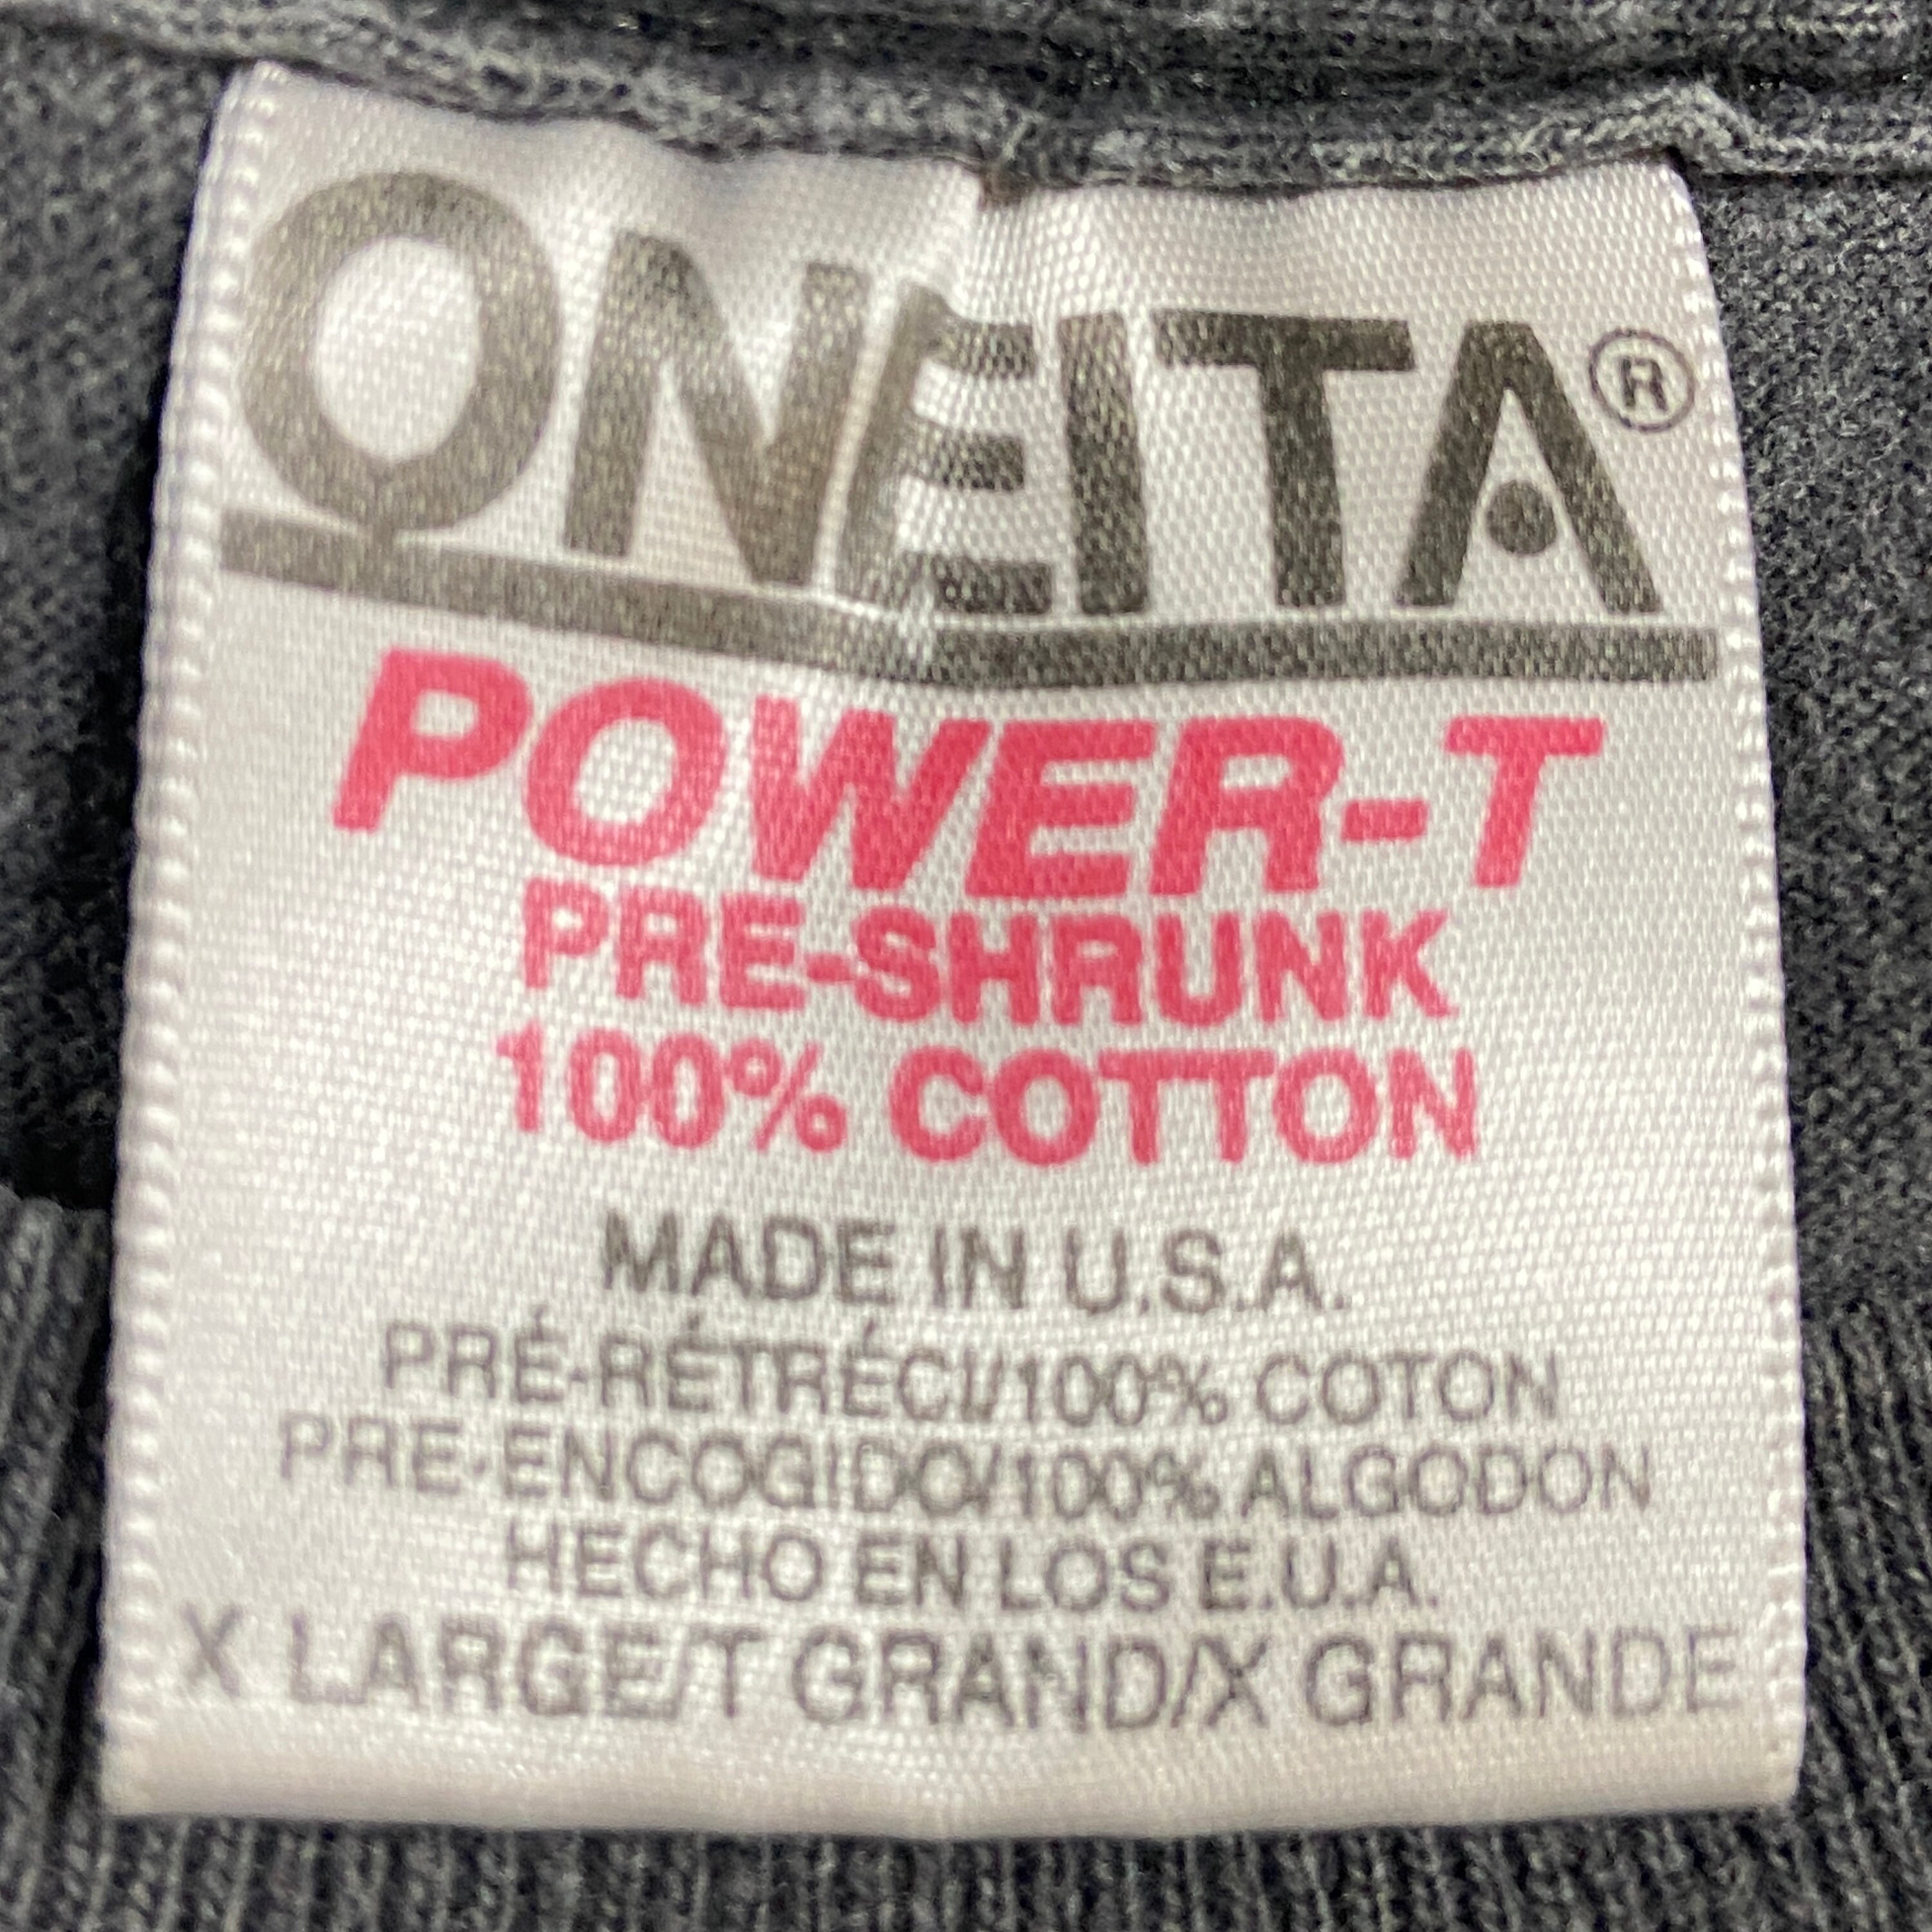 ONEITA®
POWER-T
PRE-SHRUNK
100% COTTON
MADE IN U.S.A.
PRÉ-RÉTRÉCI/100% COTON
PRE-ENCOGIDO/100% ALGODON
HECHO EN LOS E.U.A.
X LARGE/T GRAND/X GRANDE